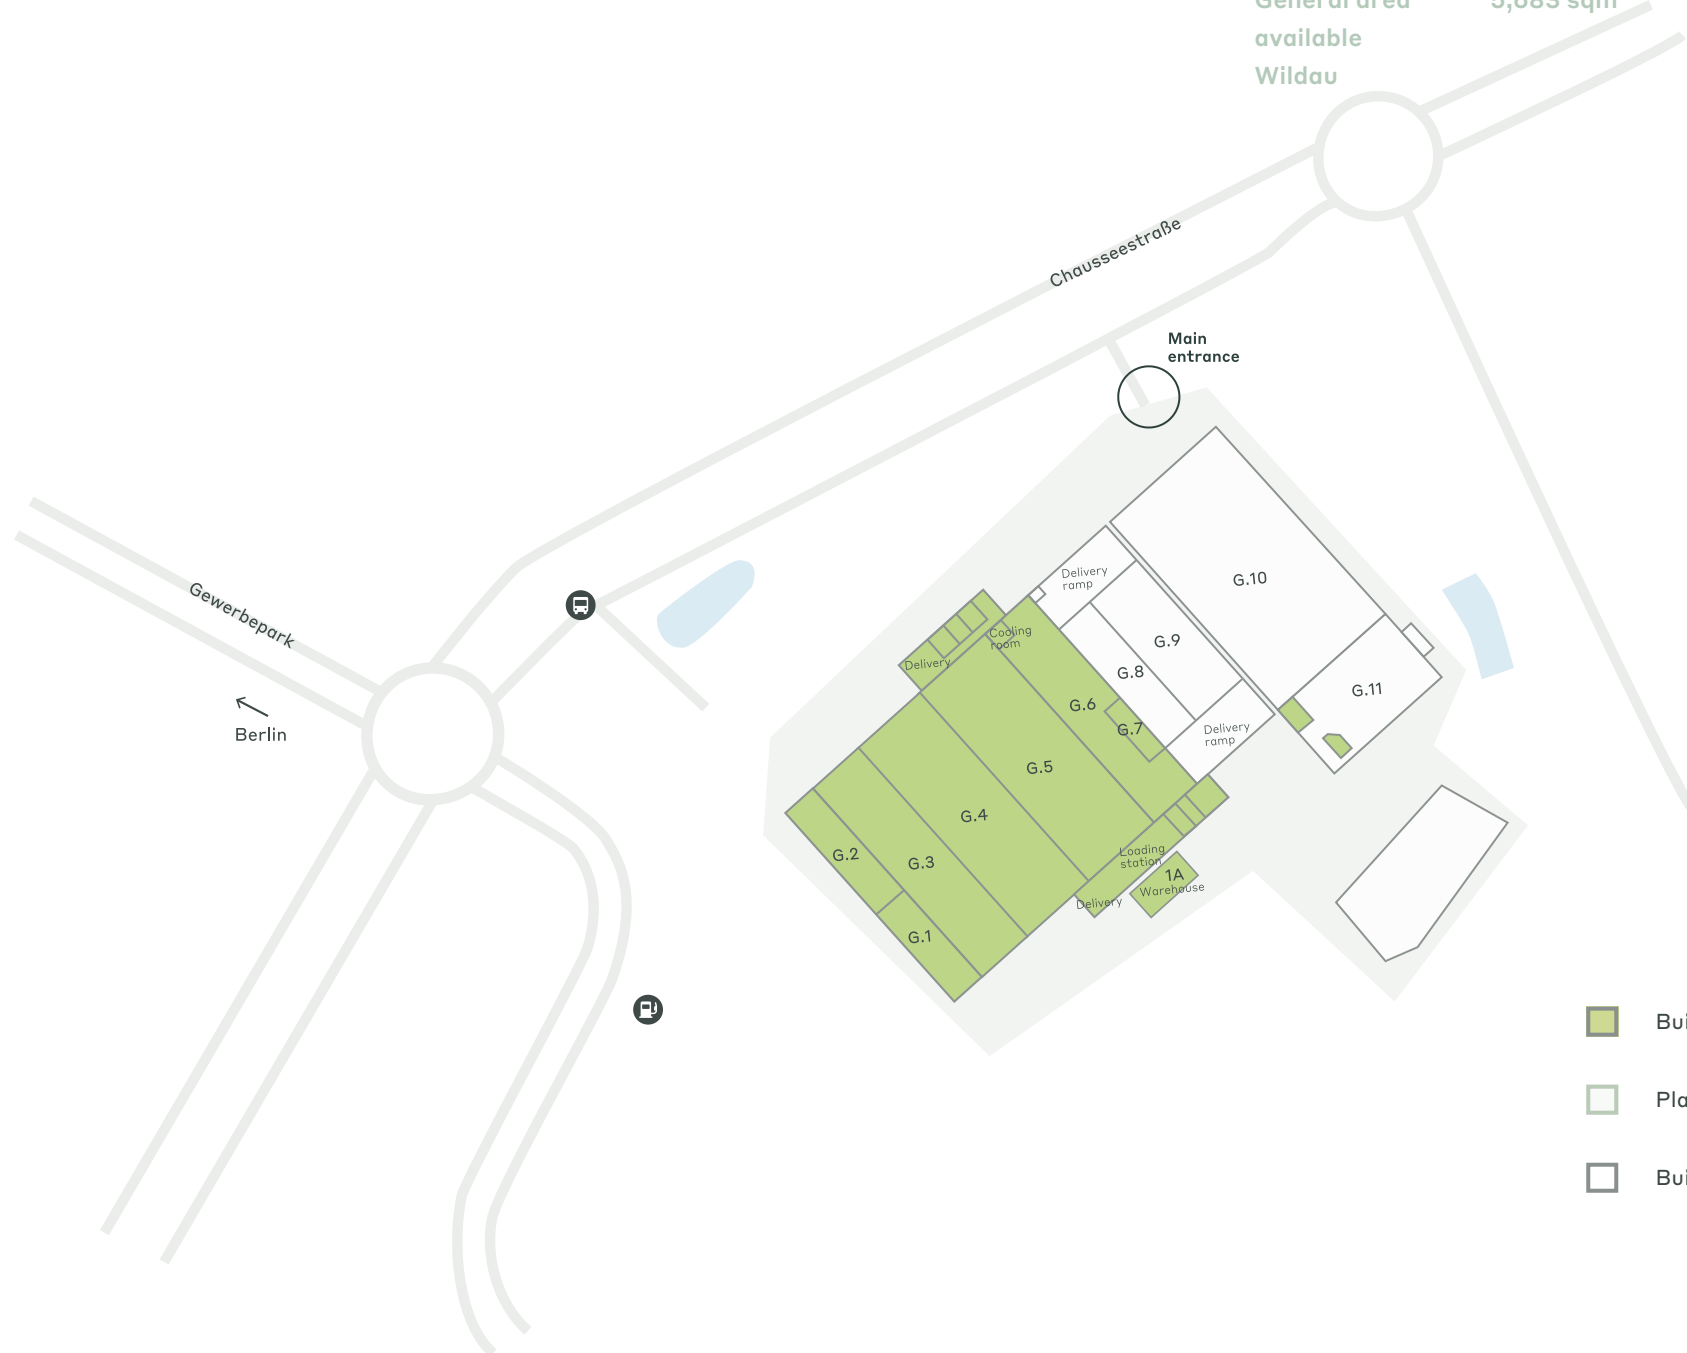 available
Wildau
Chausseestraße
Main
entrance
Delivery
ramp
G.10
Gewerbepark
Cooling
room
G.9
Delivery
G.8
G.11
G.6
G.7
Delivery
ramp
Berlin
G.5
G.4
G.2
G.3
Loading
station
1A
Warehouse
Delivery
G.1